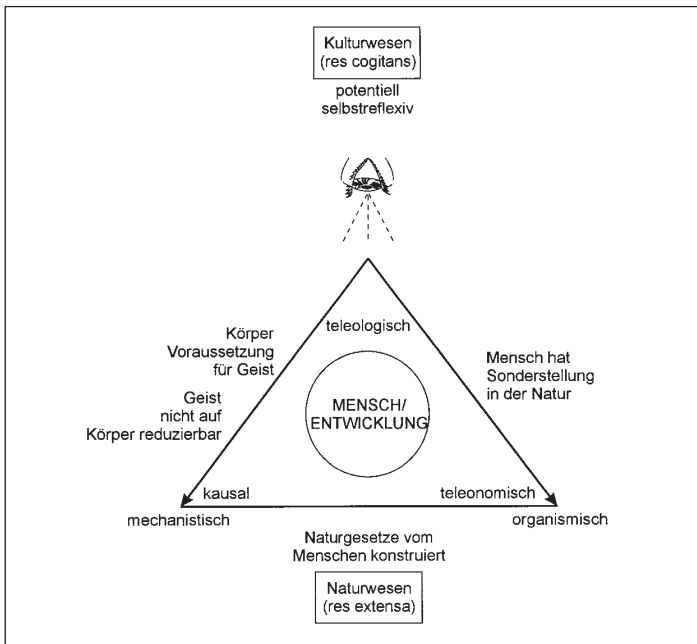 Kulturwesen
(res cogitans)
potentiell
selbstreflexiv
teleologisch
Körper
Voraussetzung
für Geist
Geist
nicht auf
Körper reduzierbar
Mensch hat
Sonderstellung
in der Natur
MENSCH/
ENTWICKLUNG
kausal
teleonomisch
mechanistisch
organismisch
Naturgesetze vom
Menschen konstruiert
Naturwesen
(res extensa)